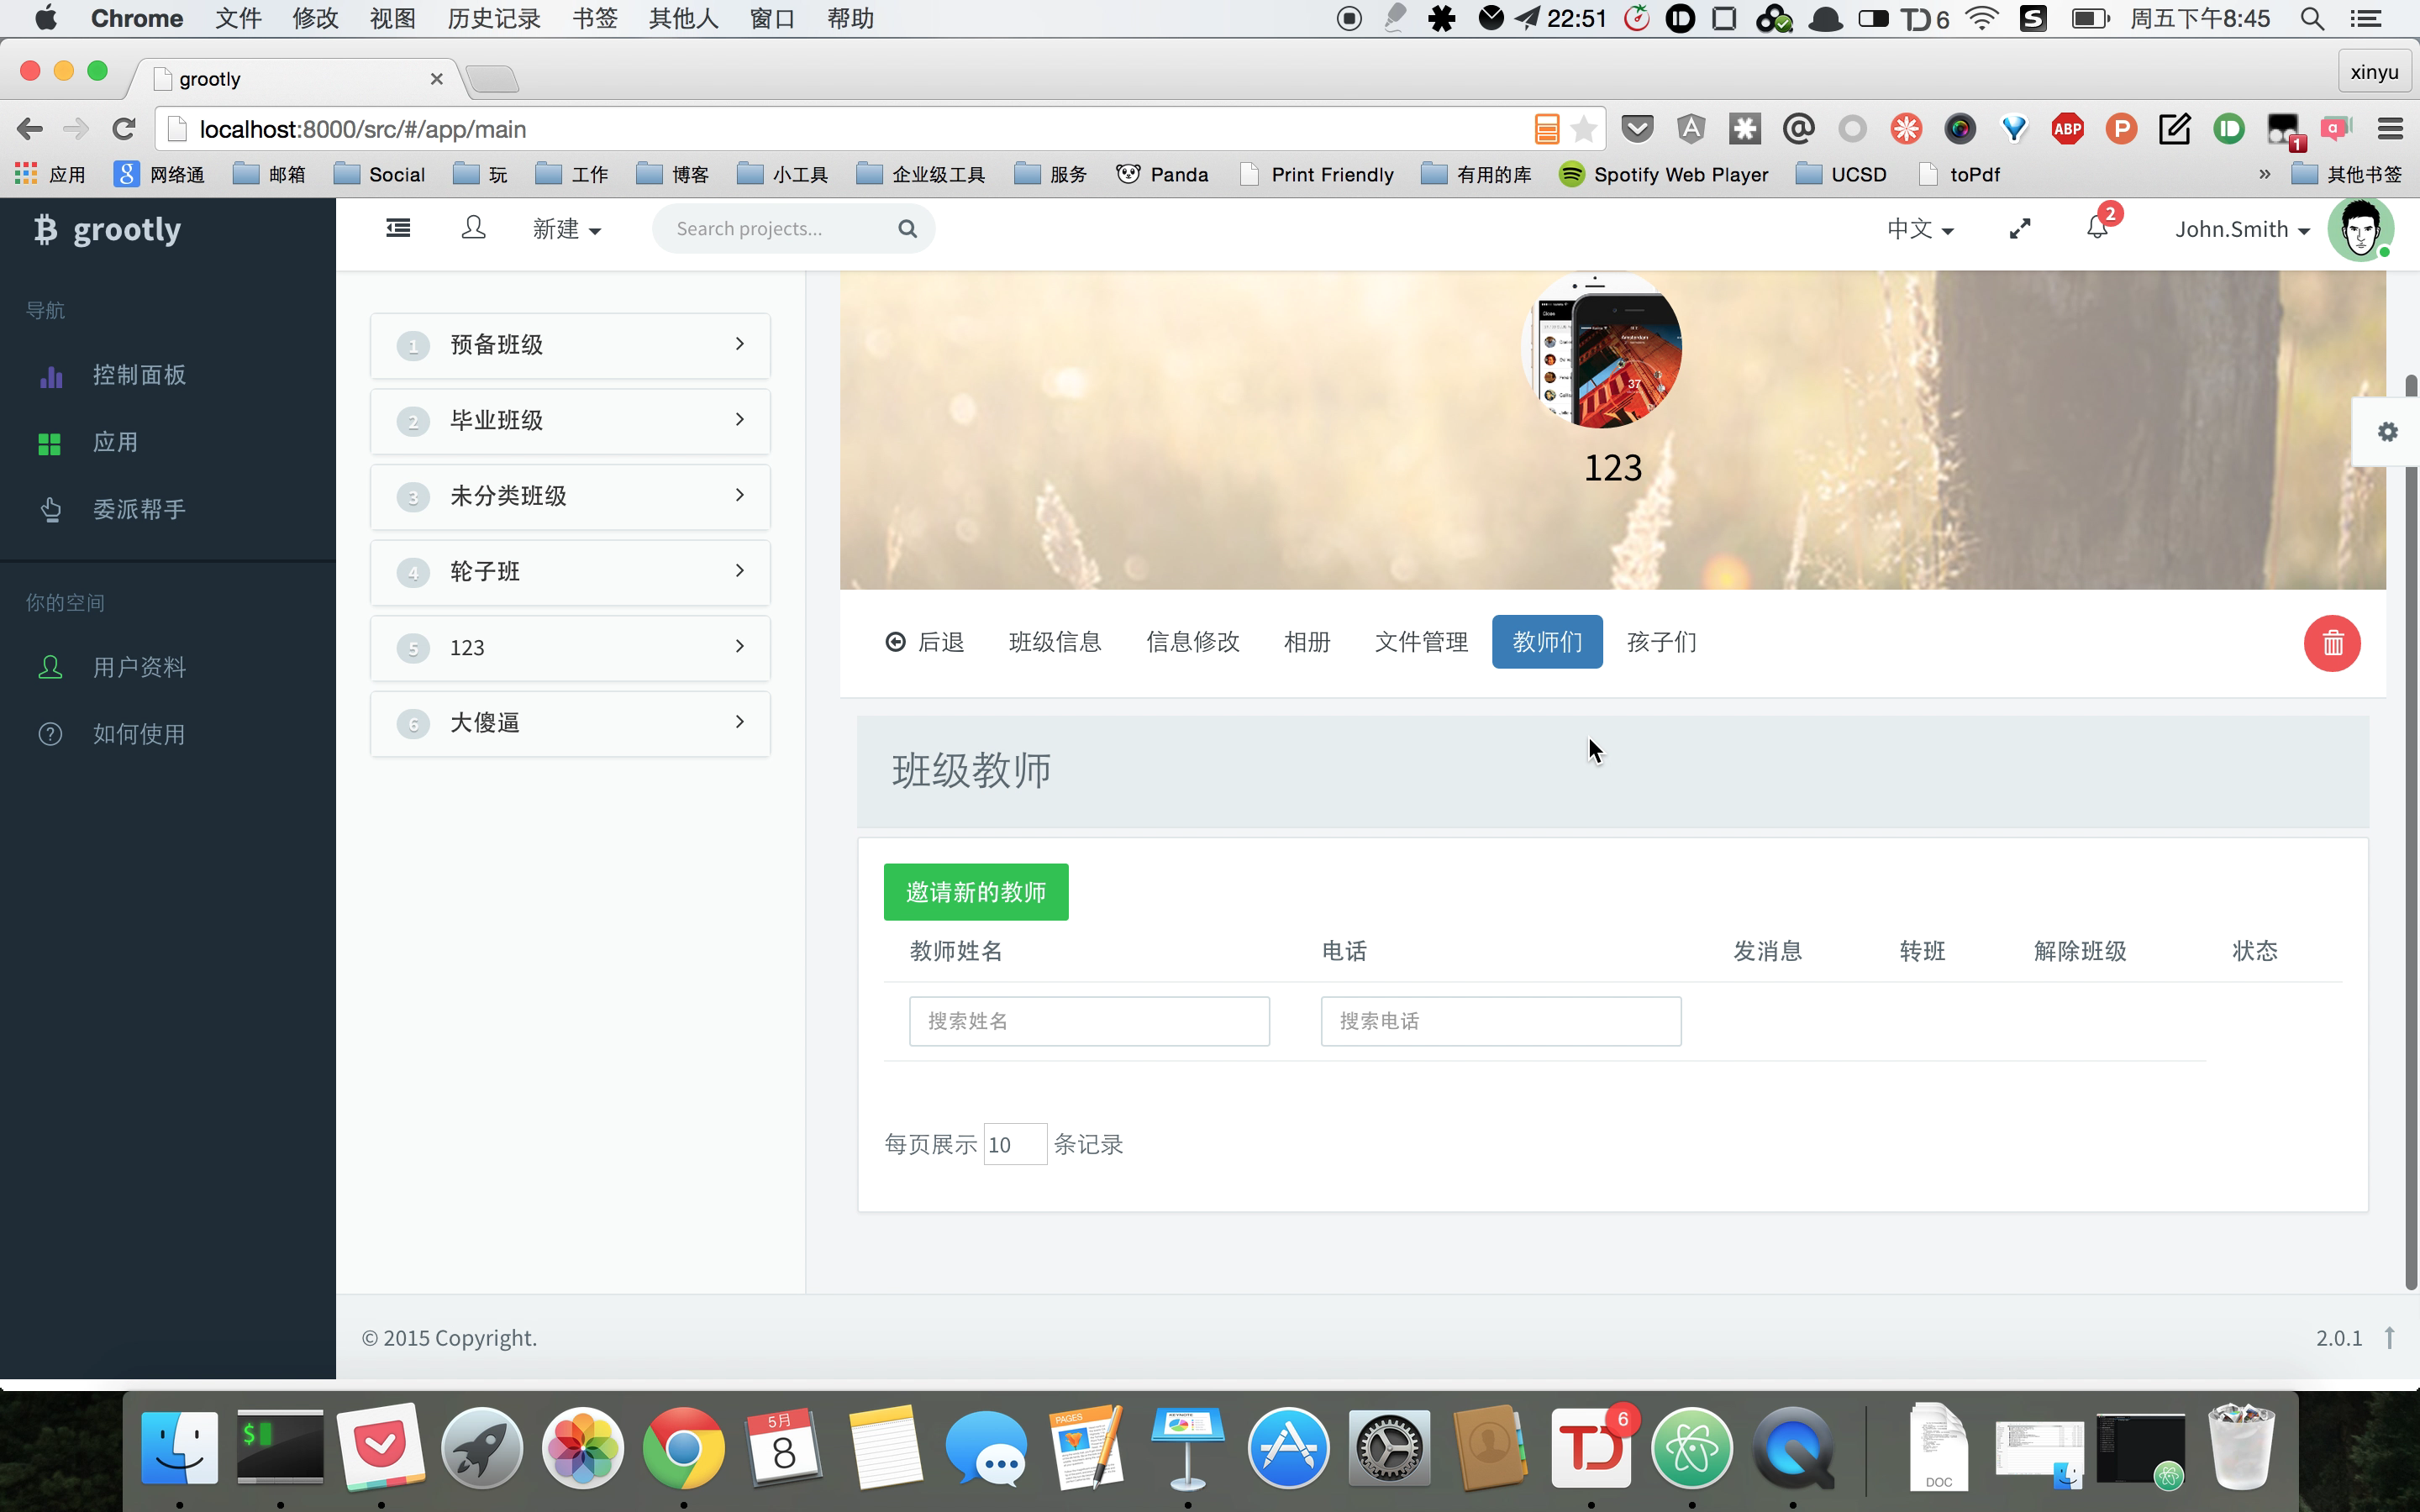 Chrome 文件 修改 视图 历史记录 书签 其他人 窗口 帮助 22:51 6 周五下午8:45
grootly xinyu
localhost:8000/src/#/app/main ABP 1
应用 网络通 邮箱 Social 玩 工作 博客 小工具 企业级工具 服务 Panda Print Friendly 有用的库 Spotify Web Player UCSD toPdf » 其他书签
grootly 新建 Search projects... 中文 2 John.Smith
导航
控制面板
应用
委派帮手
你的空间
用户资料
如何使用
1 预备班级
2 毕业班级
3 未分类班级
4 轮子班
5 123
6 大傻逼
37
123
后退 班级信息 信息修改 相册 文件管理 教师们 孩子们
班级教师
邀请新的教师
教师姓名 电话 发消息 转班 解除班级 状态
搜索姓名 搜索电话
每页展示 10 条记录
© 2015 Copyright. 2.0.1
5月
8
PAGES
6
DOC